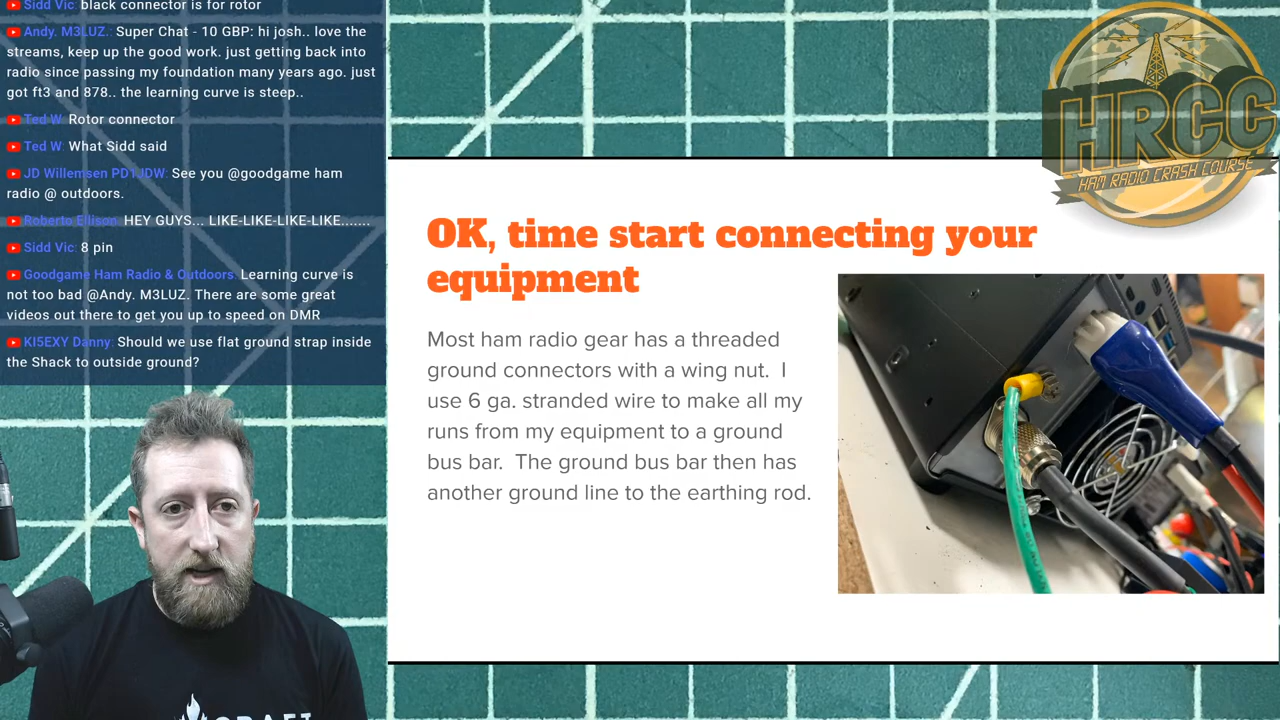 Sidd Vic: black connector is for rotor
Andy. M3LUZ.: Super Chat - 10 GBP: hi josh.. love the
streams, keep up the good work. just getting back into
radio since passing my foundation many years ago. just
got ft3 and 878.. the learning curve is steep..
Ted W: Rotor connector
Ted W: What Sidd said
JD Willemsen PD1JDW: See you @goodgame ham
radio @ outdoors.
Roberto Ellison: HEY GUYS... LIKE-LIKE-LIKE-LIKE.......
Sidd Vic: 8 pin
Goodgame Ham Radio & Outdoors: Learning curve is
not too bad @Andy. M3LUZ. There are some great
videos out there to get you up to speed on DMR
KI5EXY Danny: Should we use flat ground strap inside
the Shack to outside ground?
HRCC
HAM RADIO CRASH COURSE
OK, time start connecting your
equipment
Most ham radio gear has a threaded
ground connectors with a wing nut. I
use 6 ga. stranded wire to make all my
runs from my equipment to a ground
bus bar. The ground bus bar then has
another ground line to the earthing rod.